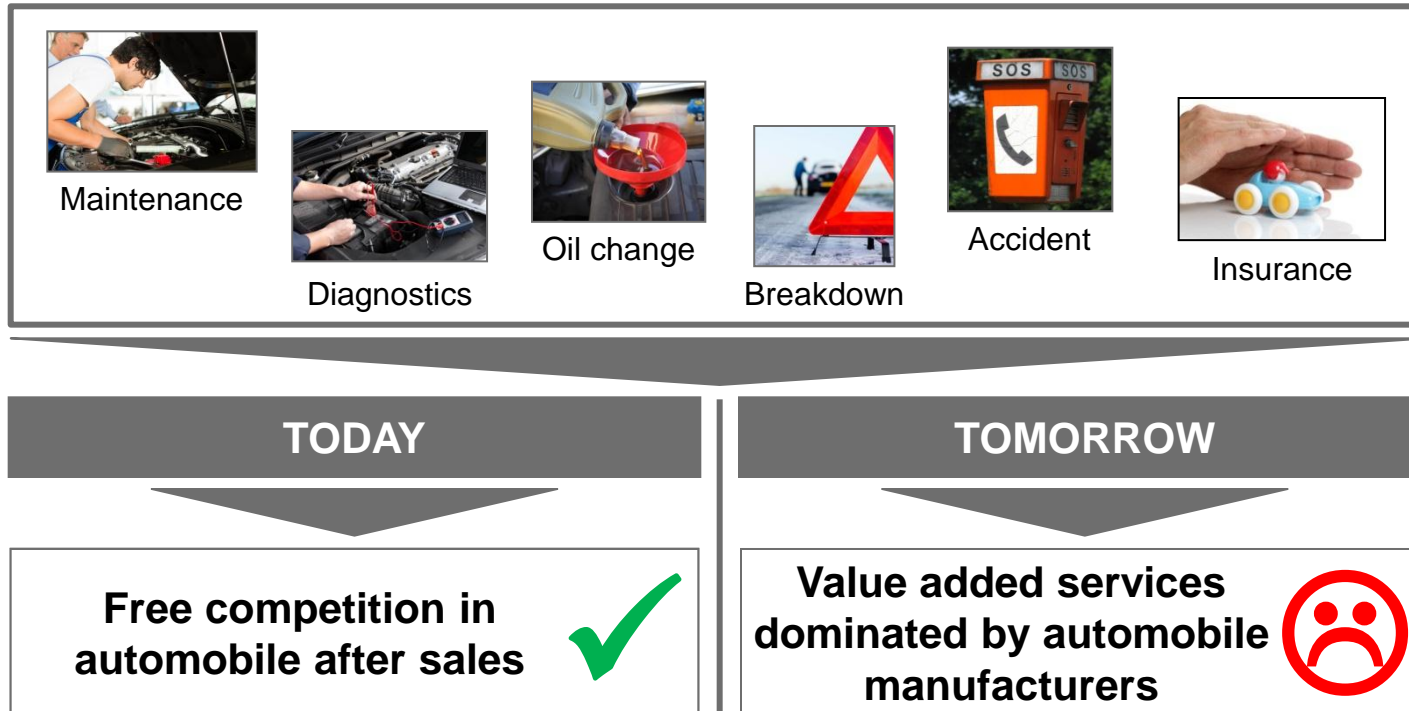 SOS SOS
Maintenance
Diagnostics
Oil change
Breakdown
Accident
Insurance
TODAY
TOMORROW
Free competition in
automobile after sales
Value added services
dominated by automobile
manufacturers